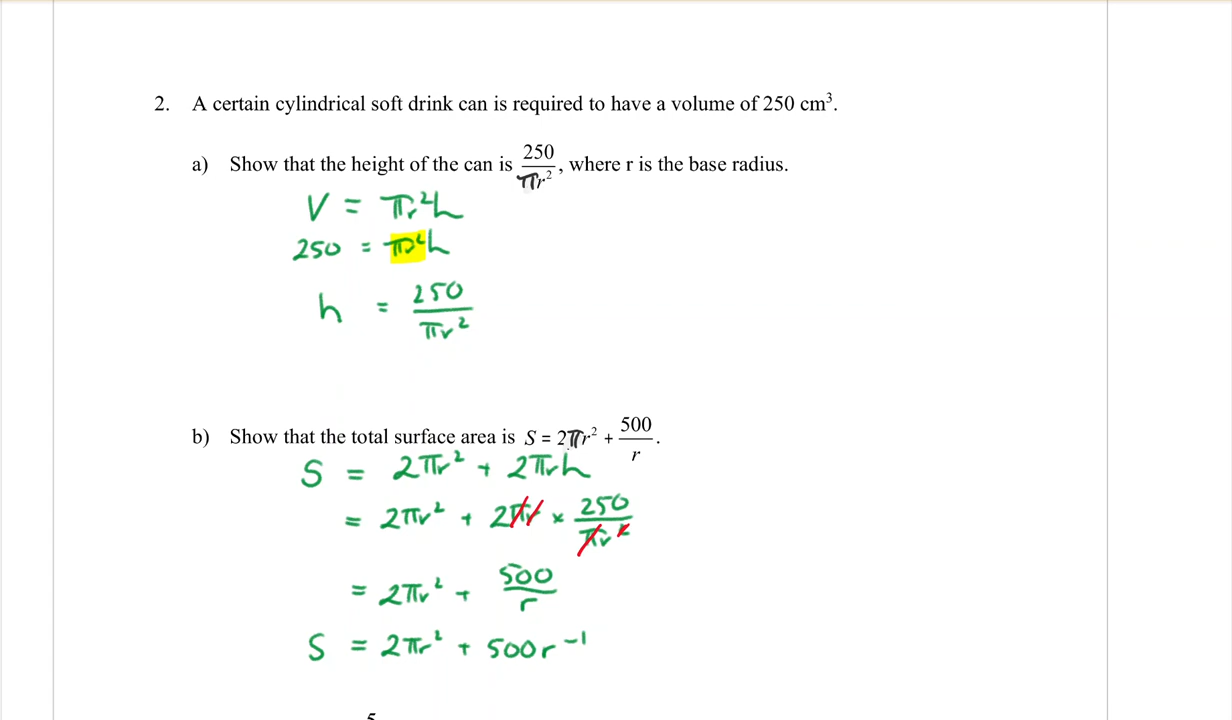 2. A certain cylindrical soft drink can is required to have a volume of 250 cm³.
a) Show that the height of the can is 250/πr², where r is the base radius.
V = πr²h
250 = πr²h
h = 250/πr²
b) Show that the total surface area is S = 2πr² + 500/r.
S = 2πr² + 2πrh
= 2πr² + 2πr × 250/πr²
= 2πr² + 500/r
S = 2πr² + 500r⁻¹
5